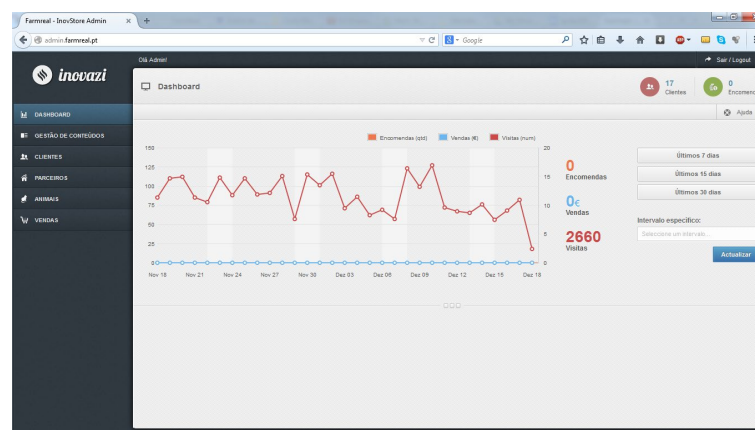 Farmreal - InovStore Admin
admin.farmreal.pt
Google
ABP
Olá Admin!
Sair / Logout
inovazi
Dashboard
17
Clientes
0
Encomend
Ajuda
DASHBOARD
GESTÃO DE CONTEÚDOS
CLIENTES
PARCEIROS
ANIMAIS
VENDAS
Encomendas (qtd)
Vendas (€)
Visitas (num)
150
125
100
75
50
25
0
20
15
10
5
0
Nov 18
Nov 21
Nov 24
Nov 27
Nov 30
Dez 03
Dez 06
Dez 09
Dez 12
Dez 15
Dez 18
0
Encomendas
0€
Vendas
2660
Visitas
Últimos 7 dias
Últimos 15 dias
Últimos 30 dias
Intervalo específico:
Seleccione um intervalo...
Actualizar